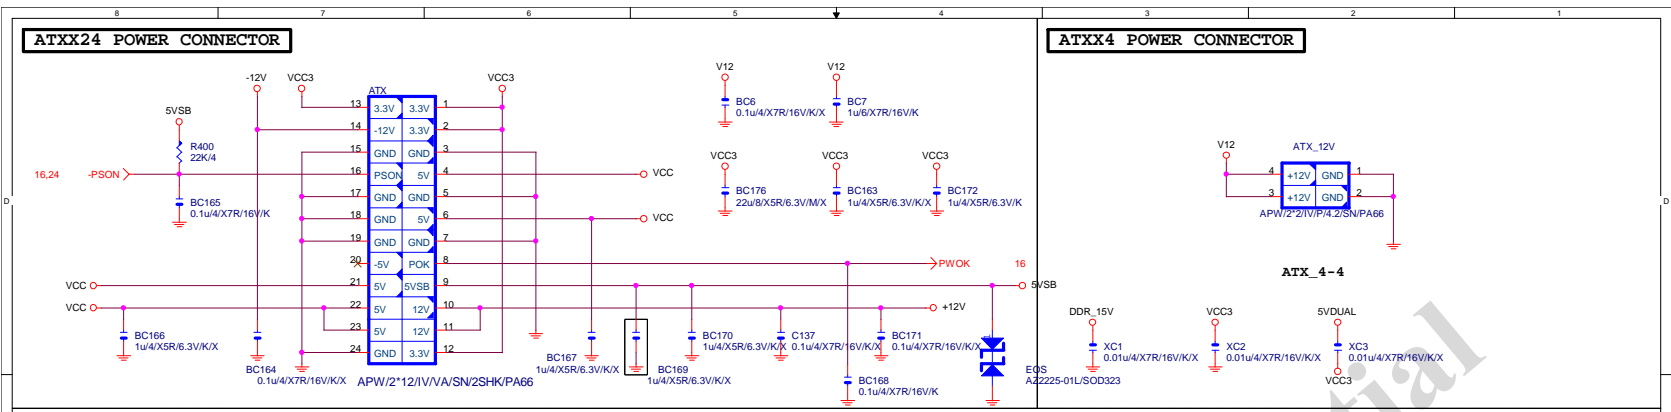 8 7 6 5 4 3 2 1
ATXX24 POWER CONNECTOR
ATXX4 POWER CONNECTOR
-12V VCC3 VCC3
ATX
5VSB
R400
22K/4
16,24 -PSON
BC165
0.1u/4/X7R/16V/K
13 3.3V 3.3V 1
14 -12V 3.3V 2
15 GND GND 3
16 PSON 5V 4 VCC
17 GND GND 5
18 GND 5V 6 VCC
19 GND GND 7
20 -5V POK 8 PWOK 16
VCC 21 5V 5VSB 9 5VSB
VCC 22 5V 12V 10 +12V
23 5V 12V 11
24 GND 3.3V 12
APW/2*12/IV/VA/SN/2SHK/PA66
V12
BC6
0.1u/4/X7R/16V/K/X
V12
BC7
1u/6/X7R/16V/K
VCC3
BC176
22u/8/X5R/6.3V/M/X
VCC3
BC163
1u/4/X5R/6.3V/K/X
VCC3
BC172
1u/4/X5R/6.3V/K
BC166
1u/4/X5R/6.3V/K/X
BC164
0.1u/4/X7R/16V/K/X
BC167
1u/4/X5R/6.3V/K/X
BC169
1u/4/X5R/6.3V/K/X
BC170
1u/4/X5R/6.3V/K/X
C137
0.1u/4/X7R/16V/K/X
BC171
0.1u/4/X7R/16V/K/X
BC168
0.1u/4/X7R/16V/K
EOS
AZ2225-01L/SOD323
V12
ATX_12V
4 +12V GND 1
3 +12V GND 2
APW/2*2/IV/P/4.2/SN/PA66
ATX_4-4
DDR_15V
XC1
0.01u/4/X7R/16V/K/X
VCC3
XC2
0.01u/4/X7R/16V/K/X
5VDUAL
XC3
0.01u/4/X7R/16V/K/X
VCC3
D D
tial